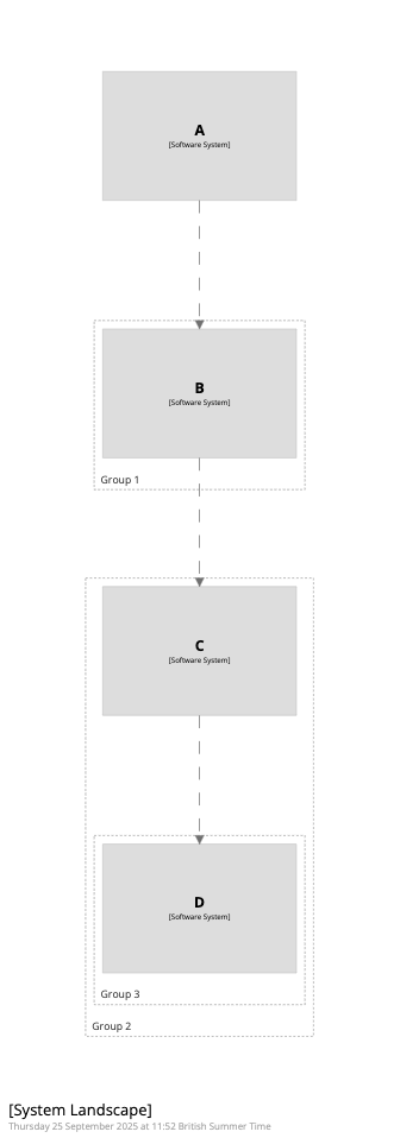 A
[Software System]
B
[Software System]
Group 1
C
[Software System]
D
[Software System]
Group 3
Group 2
[System Landscape]
Thursday 25 September 2025 at 11:52 British Summer Time